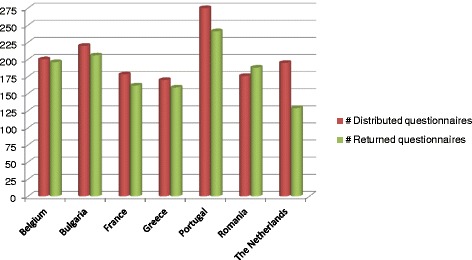 275
250
225
200
175
150
125
100
75
50
25
0
Belgium
Bulgaria
France
Greece
Portugal
Romania
The Netherlands
# Distributed questionnaires
# Returned questionnaires